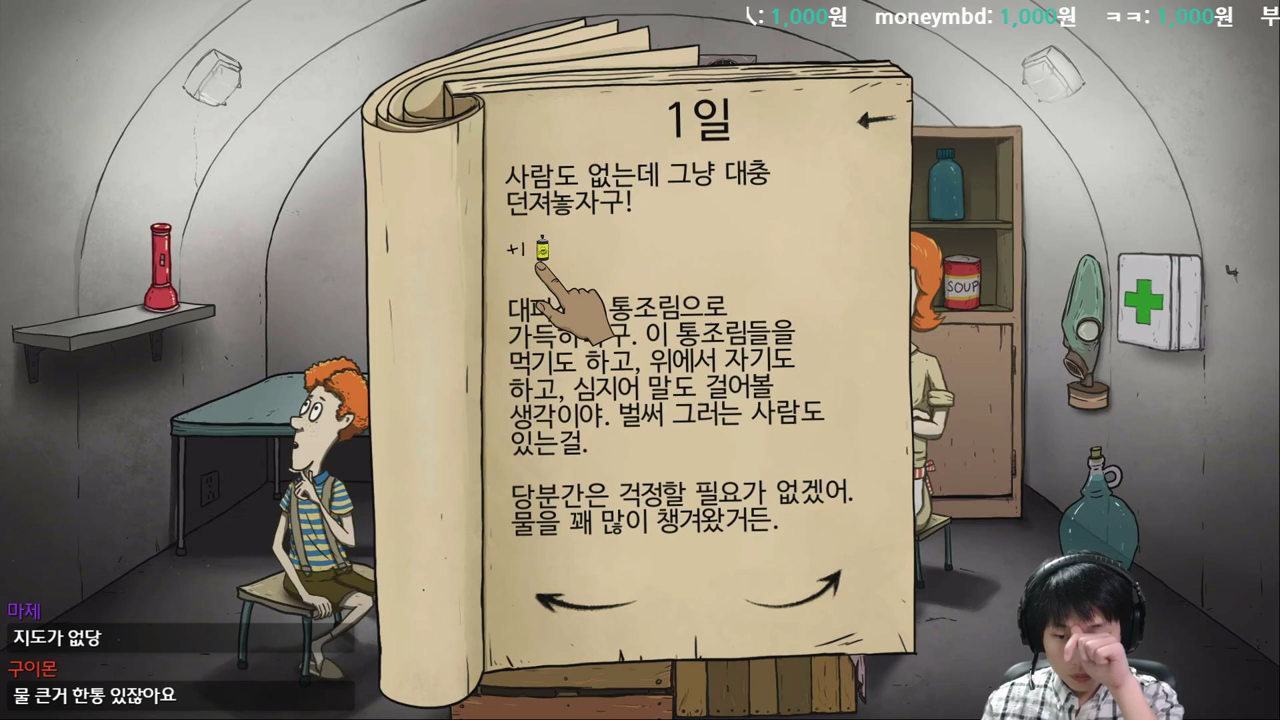 1,000원 moneymbd: 1,000원 ㅋㅋ: 1,000원 부
1일
사람도 없는데 그냥 대충
던져놓자구!
+1
통조림으로
구. 이 통조림들을
먹기도 하고, 위에서 자기도
하고, 심지어 말도 걸어볼
생각이야. 벌써 그러는 사람도
있는걸.
당분간은 걱정할 필요가 없겠어.
물을 꽤 많이 챙겨왔거든.
SOUP
마제
지도가 없당
구이몬
물 큰거 한통 있잖아요